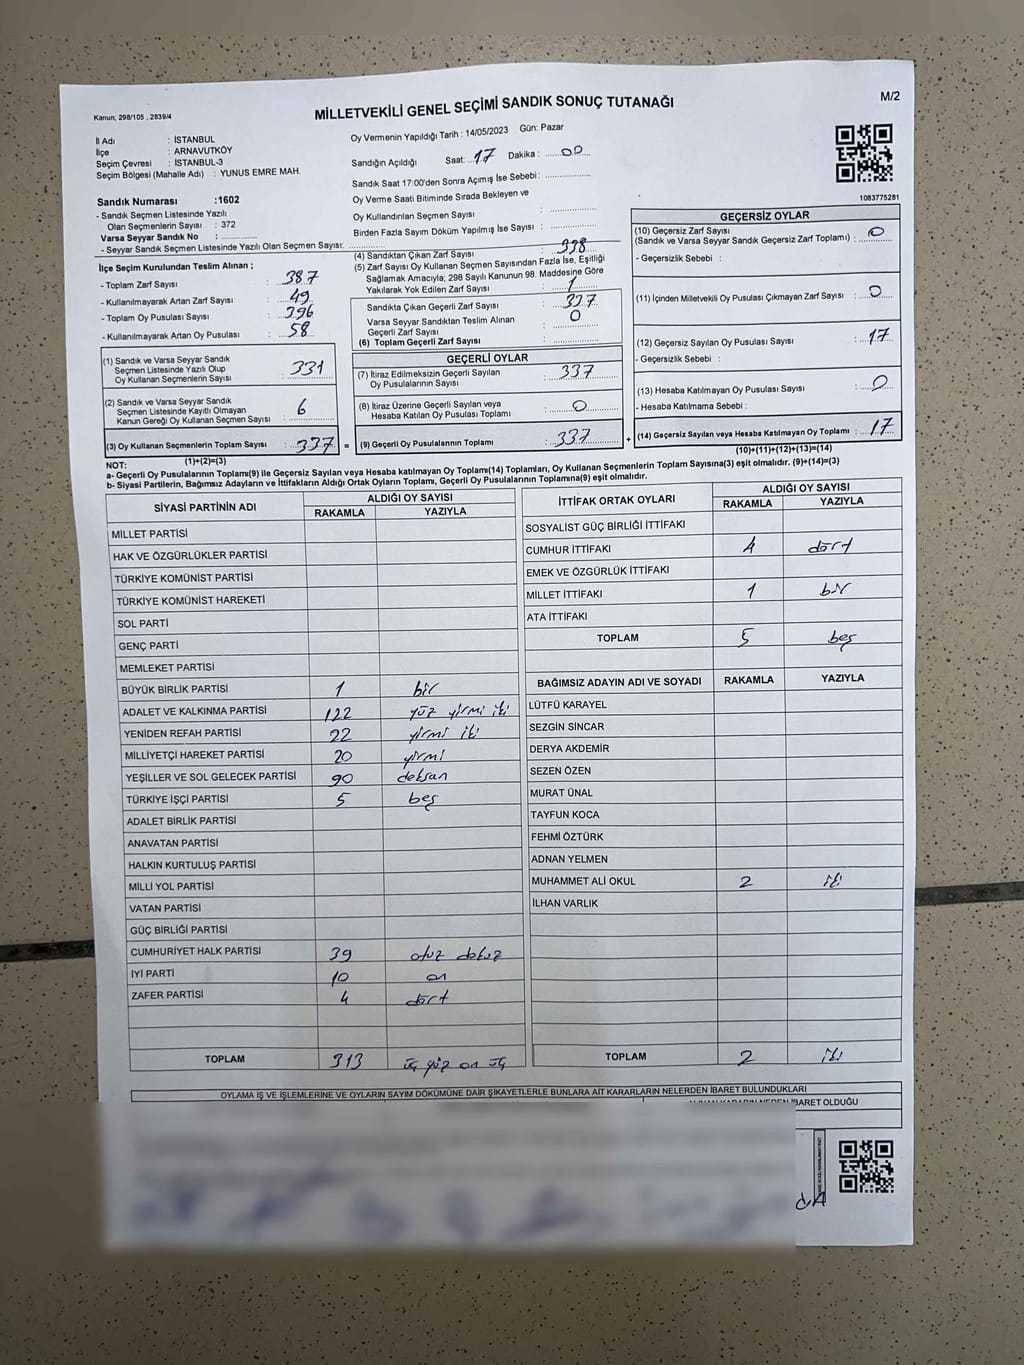 Kanun; 298/105 , 2839/4
MİLLETVEKİLİ GENEL SEÇİMİ SANDIK SONUÇ TUTANAĞI
M/2
İl Adı : İSTANBUL
İlçe : ARNAVUTKÖY
Seçim Çevresi : İSTANBUL-3
Seçim Bölgesi (Mahalle Adı) : YUNUS EMRE MAH.
Sandık Numarası :1602
- Sandık Seçmen Listesinde Yazılı
Olan Seçmenlerin Sayısı : 372
Varsa Seyyar Sandık No :
- Seyyar Sandık Seçmen Listesinde Yazılı Olan Seçmen Sayısı:
Oy Vermenin Yapıldığı Tarih : 14/05/2023 Gün: Pazar
Sandığın Açıldığı Saat: 17 Dakika : 00
Sandık Saat 17:00'den Sonra Açımış İse Sebebi:
Oy Verme Saati Bitiminde Sırada Bekleyen ve
Oy Kullandırılan Seçmen Sayısı :
Birden Fazla Sayım Döküm Yapılmış İse Sayısı :
1083775281
İlçe Seçim Kurulundan Teslim Alınan ;
- Toplam Zarf Sayısı : 387
- Kullanılmayarak Artan Zarf Sayısı : 49
- Toplam Oy Pusulası Sayısı : 396
- Kullanılmayarak Artan Oy Pusulası : 58
(1) Sandık ve Varsa Seyyar Sandık
Seçmen Listesinde Yazılı Olup
Oy Kullanan Seçmenlerin Sayısı : 331
(2) Sandık ve Varsa Seyyar Sandık
Seçmen Listesinde Kayıtlı Olmayan
Kanun Gereği Oy Kullanan Seçmen Sayısı : 6
(3) Oy Kullanan Seçmenlerin Toplam Sayısı : 337 =
(1)+(2)=(3)
(4) Sandıktan Çıkan Zarf Sayısı : 338
(5) Zarf Sayısı Oy Kullanan Seçmen Sayısından Fazla İse, Eşitliği
Sağlamak Amacıyla; 298 Sayılı Kanunun 98. Maddesine Göre
Yakılarak Yok Edilen Zarf Sayısı : 1
Sandıkta Çıkan Geçerli Zarf Sayısı : 337
Varsa Seyyar Sandıktan Teslim Alınan
Geçerli Zarf Sayısı : 0
(6) Toplam Geçerli Zarf Sayısı :
GEÇERLİ OYLAR
(7) İtiraz Edilmeksizin Geçerli Sayılan
Oy Pusulalarının Sayısı : 337
(8) İtiraz Üzerine Geçerli Sayılan veya
Hesaba Katılan Oy Pusulası Toplamı : 0
(9) Geçerli Oy Pusulalarının Toplamı : 337 +
GEÇERSİZ OYLAR
(10) Geçersiz Zarf Sayısı
(Sandık ve Varsa Seyyar Sandık Geçersiz Zarf Toplamı) : 0
- Geçersizlik Sebebi :
(11) İçinden Milletvekili Oy Pusulası Çıkmayan Zarf Sayısı : 0
(12) Geçersiz Sayılan Oy Pusulası Sayısı : 17
- Geçersizlik Sebebi :
(13) Hesaba Katılmayan Oy Pusulası Sayısı : 0
- Hesaba Katılmama Sebebi :
(14) Geçersiz Sayılan veya Hesaba Katılmayan Oy Toplamı : 17
(10)+(11)+(12)+(13)=(14)
NOT:
a- Geçerli Oy Pusulalarının Toplamı(9) ile Geçersiz Sayılan veya Hesaba katılmayan Oy Toplamı(14) Toplamları, Oy Kullanan Seçmenlerin Toplam Sayısına(3) eşit olmalıdır. (9)+(14)=(3)
b- Siyasi Partilerin, Bağımsız Adayların ve İttifakların Aldığı Ortak Oyların Toplamı, Geçerli Oy Pusulalarının Toplamına(9) eşit olmalıdır.
SİYASİ PARTİNİN ADI ALDIĞI OY SAYISI
RAKAMLA YAZIYLA
MİLLET PARTİSİ
HAK VE ÖZGÜRLÜKLER PARTİSİ
TÜRKİYE KOMÜNİST PARTİSİ
TÜRKİYE KOMÜNİST HAREKETİ
SOL PARTİ
GENÇ PARTİ
MEMLEKET PARTİSİ
BÜYÜK BİRLİK PARTİSİ 1 bir
ADALET VE KALKINMA PARTİSİ 122 yüz yirmi iki
YENİDEN REFAH PARTİSİ 22 yirmi iki
MİLLİYETÇİ HAREKET PARTİSİ 20 yirmi
YEŞİLLER VE SOL GELECEK PARTİSİ 90 doksan
TÜRKİYE İŞÇİ PARTİSİ 5 beş
ADALET BİRLİK PARTİSİ
ANAVATAN PARTİSİ
HALKIN KURTULUŞ PARTİSİ
MİLLİ YOL PARTİSİ
VATAN PARTİSİ
GÜÇ BİRLİĞİ PARTİSİ
CUMHURİYET HALK PARTİSİ 39 otuz dokuz
İYİ PARTİ 10 on
ZAFER PARTİSİ 4 dört
TOPLAM 313 üç yüz on üç
İTTİFAK ORTAK OYLARI ALDIĞI OY SAYISI
RAKAMLA YAZIYLA
SOSYALİST GÜÇ BİRLİĞİ İTTİFAKI
CUMHUR İTTİFAKI 4 dört
EMEK VE ÖZGÜRLÜK İTTİFAKI
MİLLET İTTİFAKI 1 bir
ATA İTTİFAKI
TOPLAM 5 beş
BAĞIMSIZ ADAYIN ADI VE SOYADI RAKAMLA YAZIYLA
LÜTFÜ KARAYEL
SEZGİN SİNCAR
DERYA AKDEMİR
SEZEN ÖZEN
MURAT ÜNAL
TAYFUN KOCA
FEHMİ ÖZTÜRK
ADNAN YELMEN
MUHAMMET ALİ OKUL 2 iki
İLHAN VARLIK
TOPLAM 2 iki
OYLAMA İŞ VE İŞLEMLERİNE VE OYLARIN SAYIM DÖKÜMÜNE DAİR ŞİKAYETLERLE BUNLARA AİT KARARLARIN NELERDEN İBARET BULUNDUKLARI
İBARET OLDUĞU